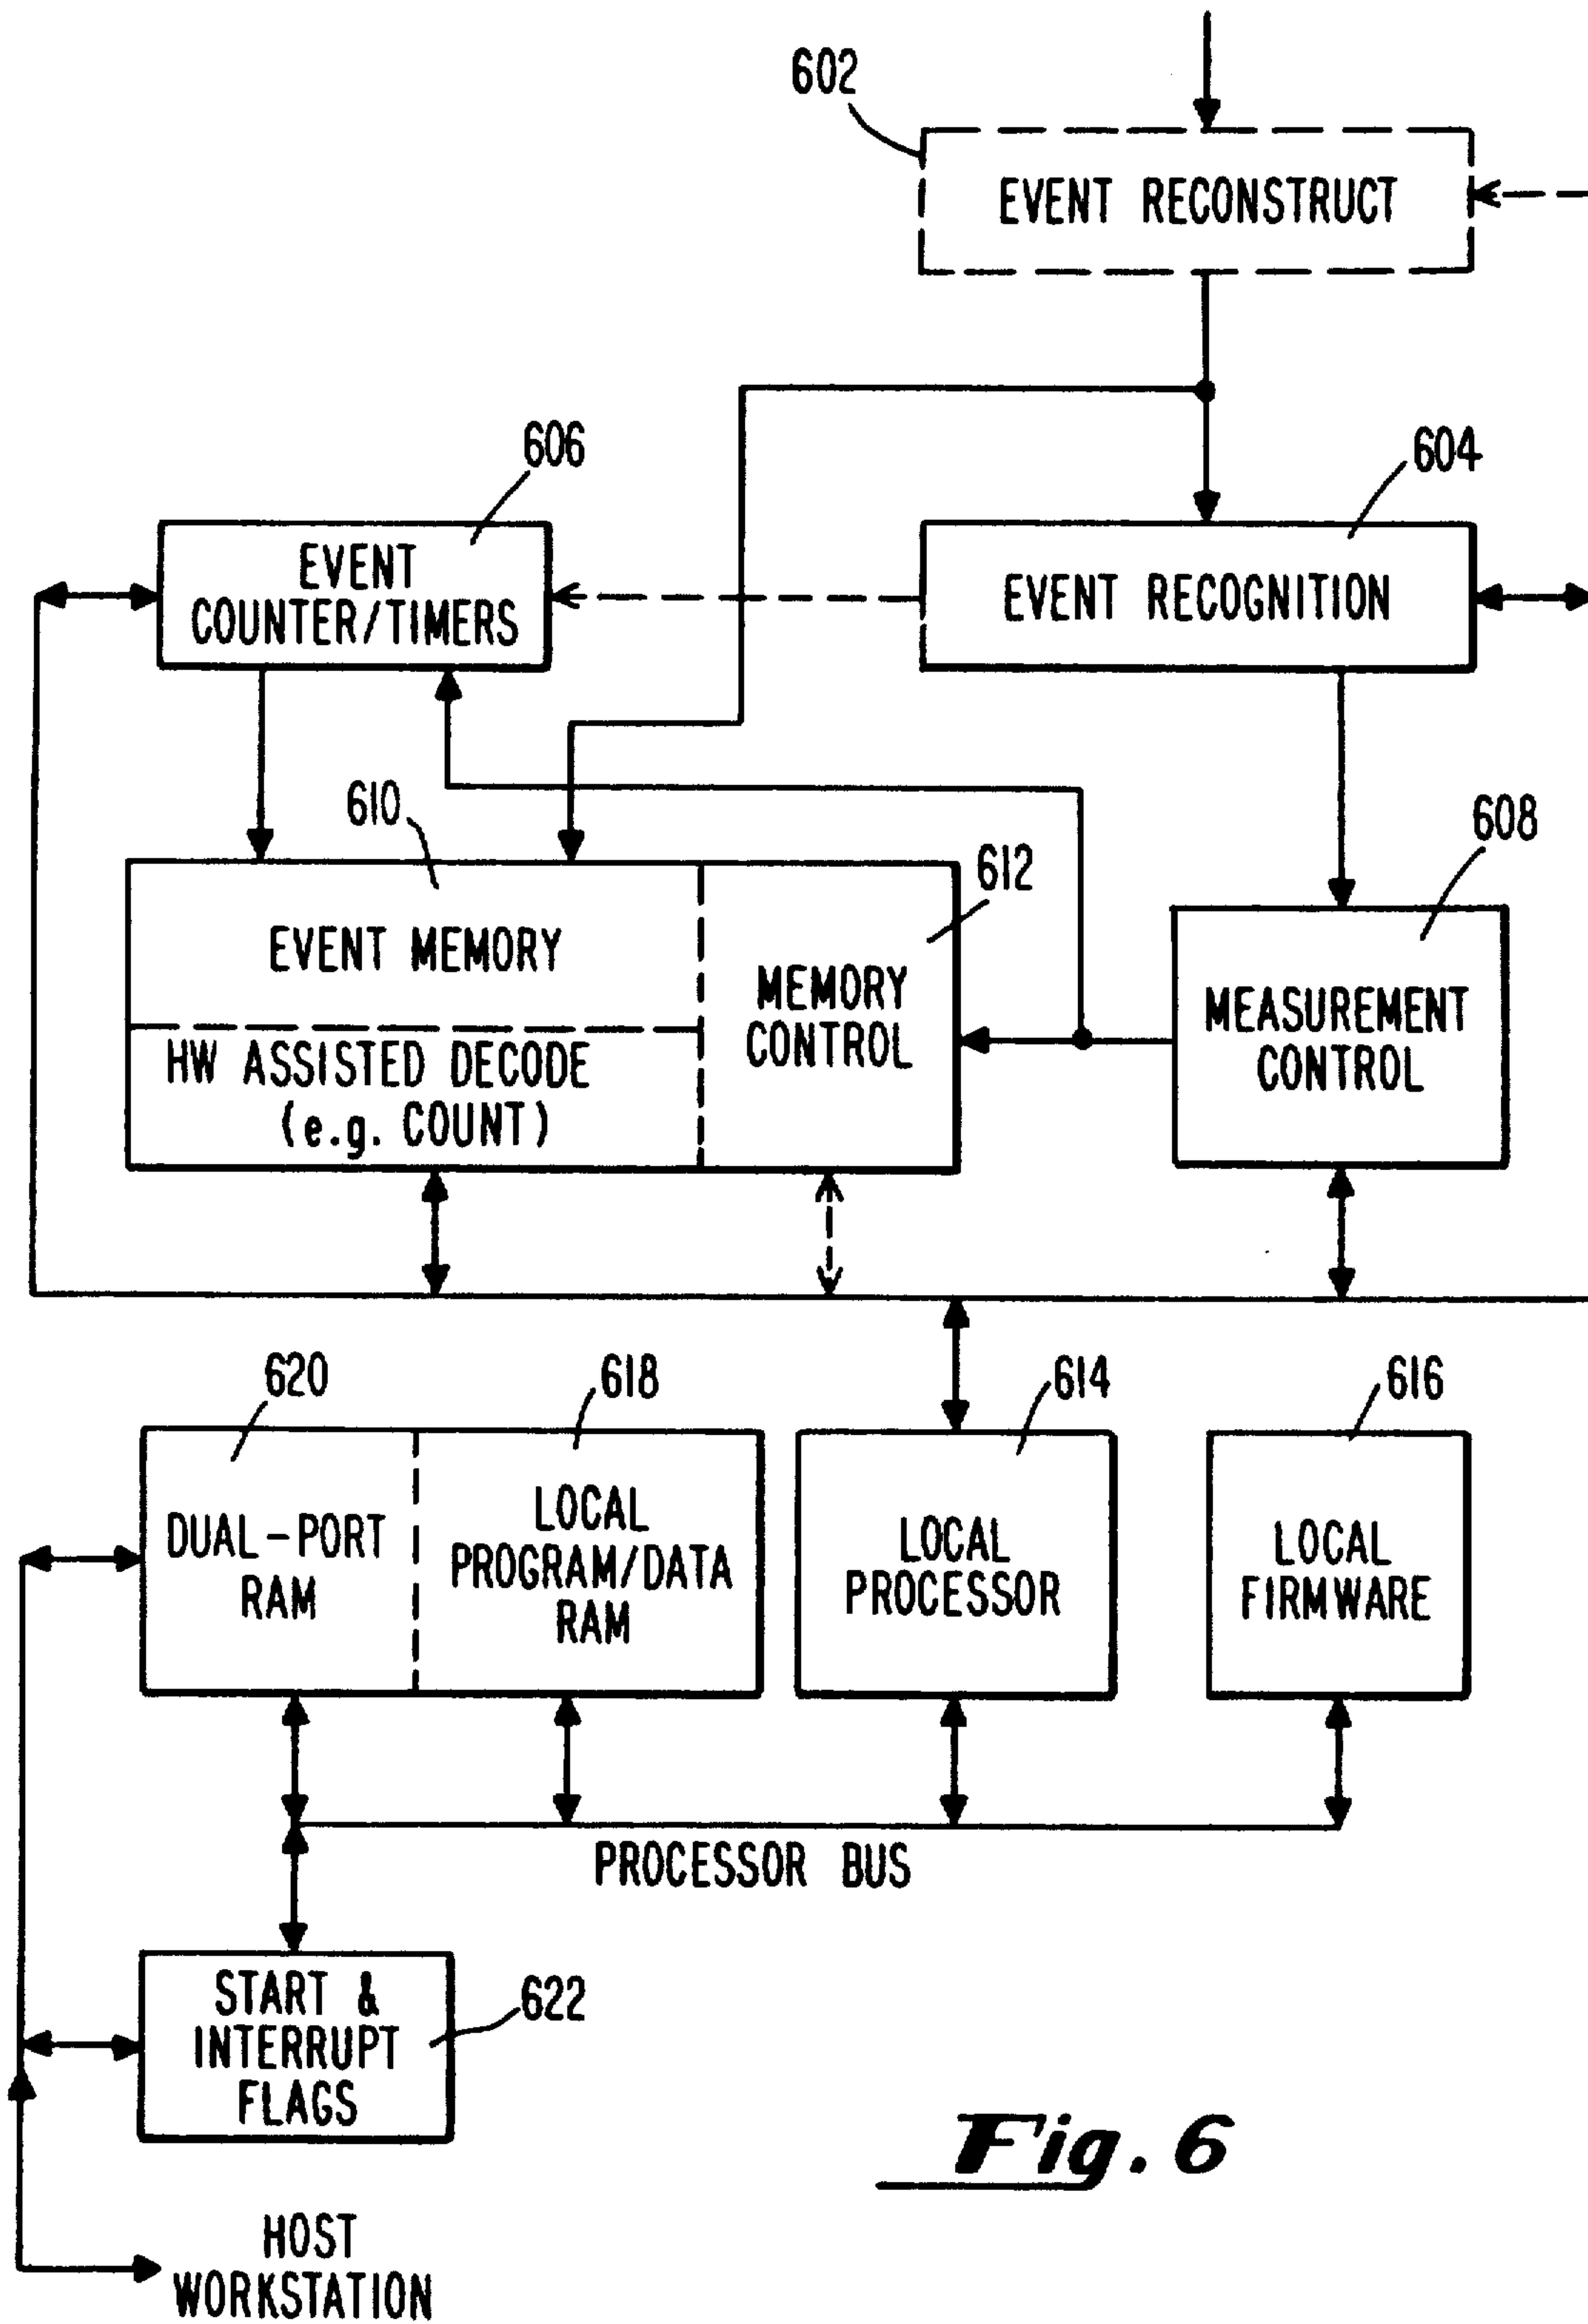 602
EVENT RECONSTRUCT
606
604
EVENT
COUNTER/TIMERS
EVENT RECOGNITION
610
612
608
EVENT MEMORY
MEMORY
CONTROL
HW ASSISTED DECODE
(e.g. COUNT)
MEASUREMENT
CONTROL
620
618
614
616
DUAL-PORT
RAM
LOCAL
PROGRAM/DATA
RAM
LOCAL
PROCESSOR
LOCAL
FIRMWARE
PROCESSOR BUS
START &
INTERRUPT
FLAGS
622
HOST
WORKSTATION
Fig. 6